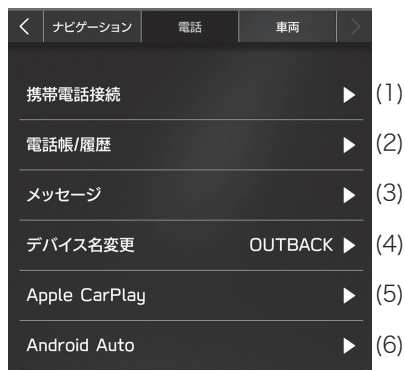 ナビゲーション 電話 車両
携帯電話接続 (1)
電話帳/履歴 (2)
メッセージ (3)
デバイス名変更 OUTBACK (4)
Apple CarPlay (5)
Android Auto (6)